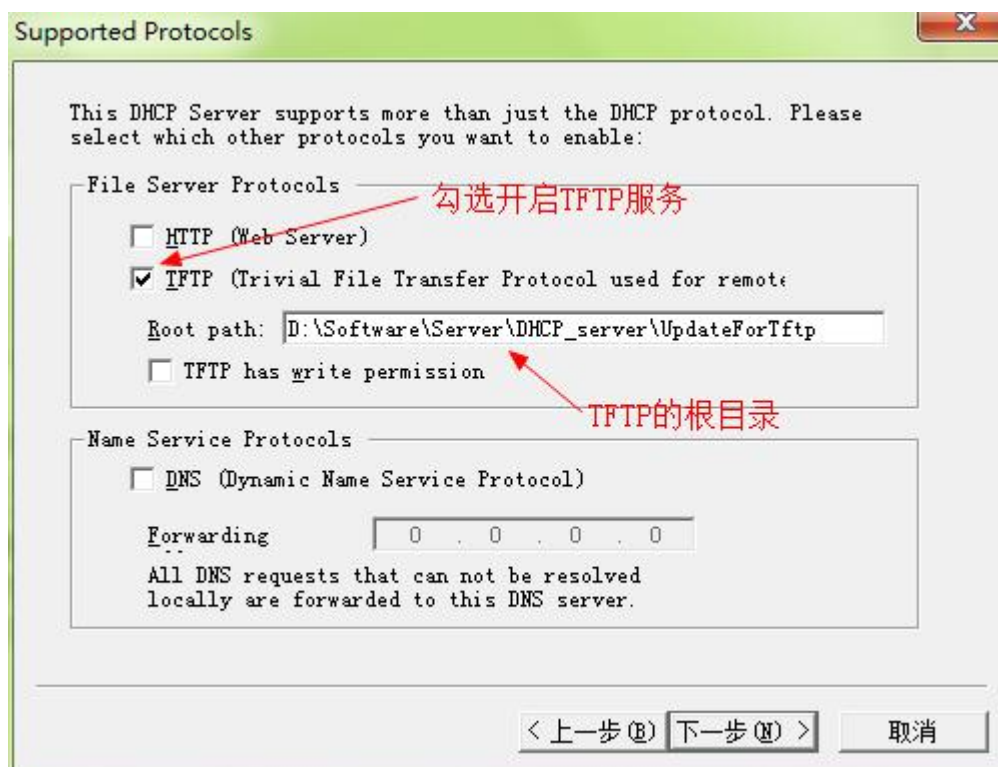 Supported Protocols
X
This DHCP Server supports more than just the DHCP protocol. Please
select which other protocols you want to enable:
File Server Protocols
勾选开启TFTP服务
HTTP (Web Server)
TFTP (Trivial File Transfer Protocol used for remote
Root path: D:\Software\Server\DHCP_server\UpdateForTftp
TFTP has write permission
TFTP的根目录
Name Service Protocols
DNS (Dynamic Name Service Protocol)
Forwarding 0 . 0 . 0 . 0
All DNS requests that can not be resolved
locally are forwarded to this DNS server.
< 上一步(B) 下一步(N) > 取消